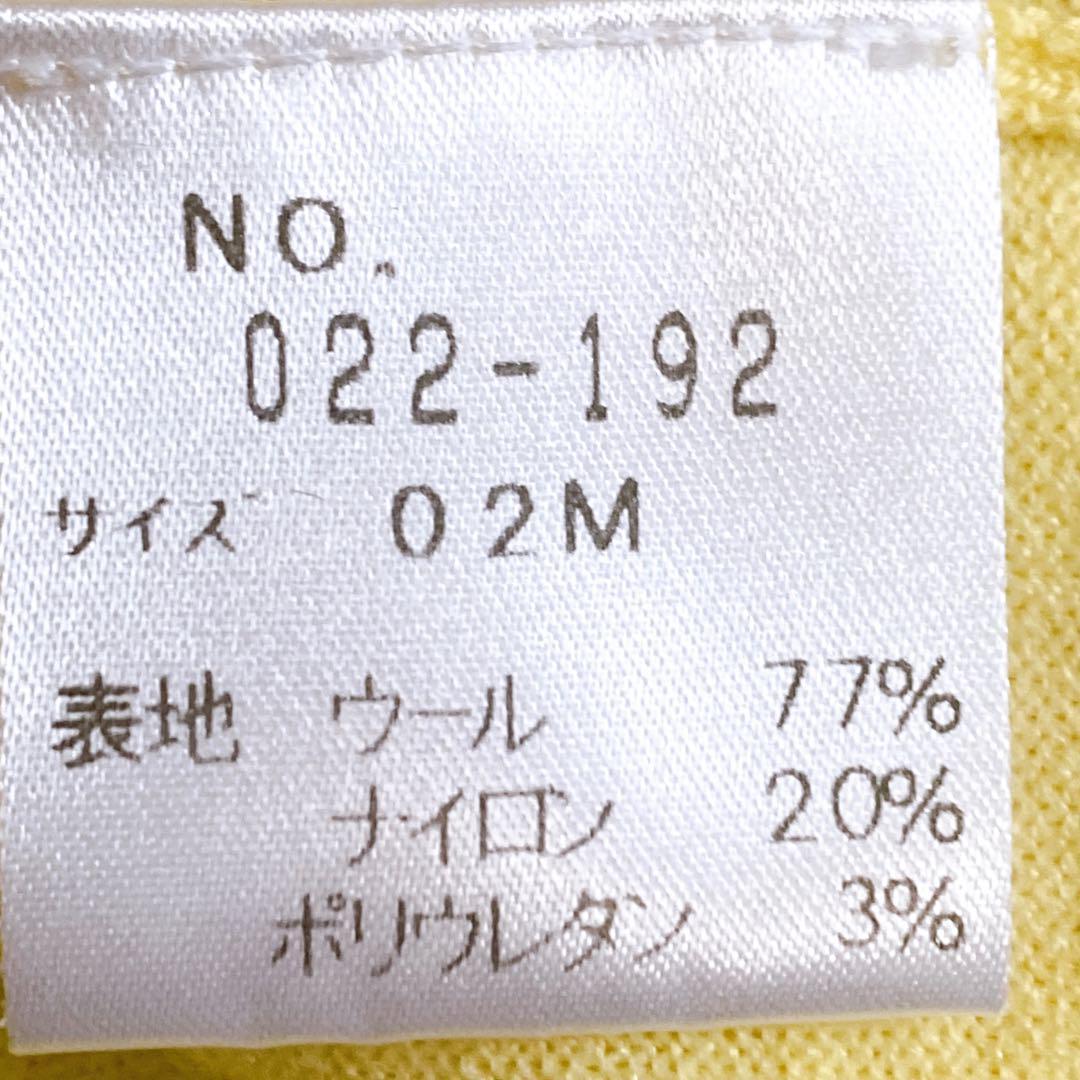 NO.
022-192
サイズ 02M
表地 ウール 77%
ナイロン 20%
ポリウレタン 3%